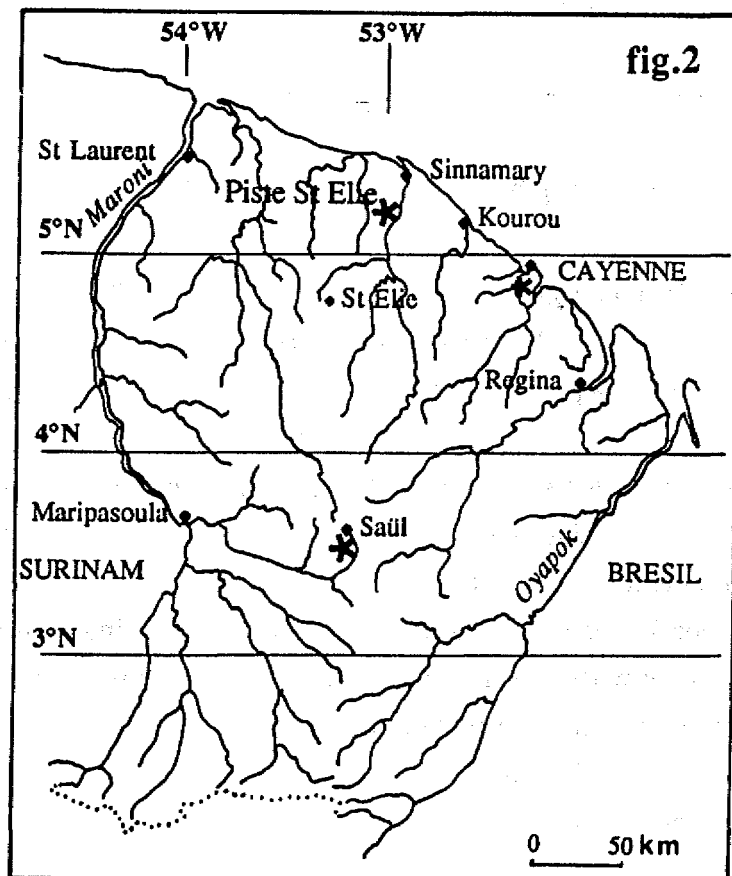 54°W 53°W
fig.2
St Laurent
Maroni
Sinnamary
Piste St Elie
Kourou
5°N
CAYENNE
St Elie
Regina
4°N
Maripasoula
Saül
SURINAM
Oyapok
BRESIL
3°N
0 50 km